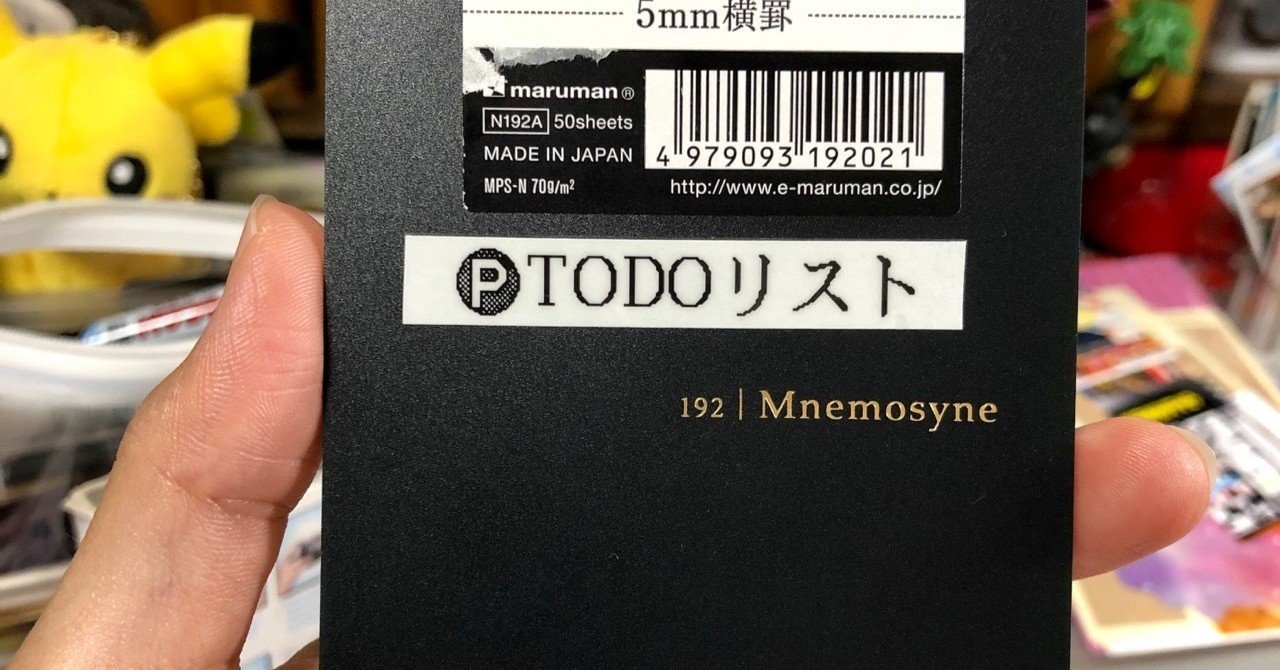 5mm横罫
maruman®
N192A 50sheets
MADE IN JAPAN
MPS-N 70g/m²
4 979093 192021
http://www.e-maruman.co.jp/
ⓅTODOリスト
192 | Mnemosyne